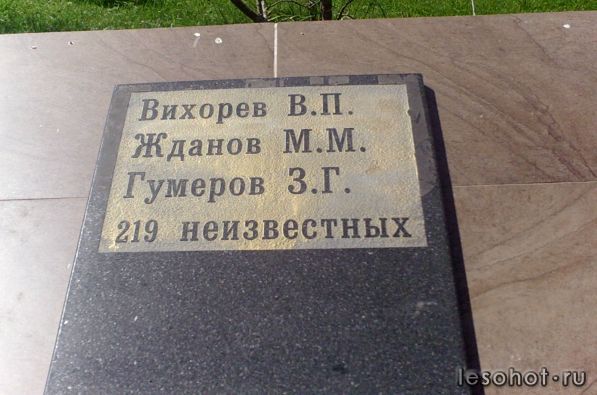 Вихорев В.П.
Жданов М.М.
Гумеров З.Г.
219 неизвестных
lesohot.ru